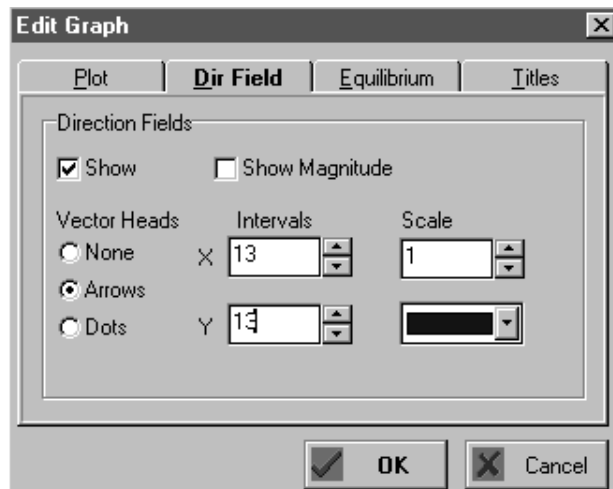 Edit Graph
Plot Dir Field Equilibrium Titles
Direction Fields
Show Show Magnitude
Vector Heads Intervals Scale
None X 13 1
Arrows
Dots Y 13
OK Cancel